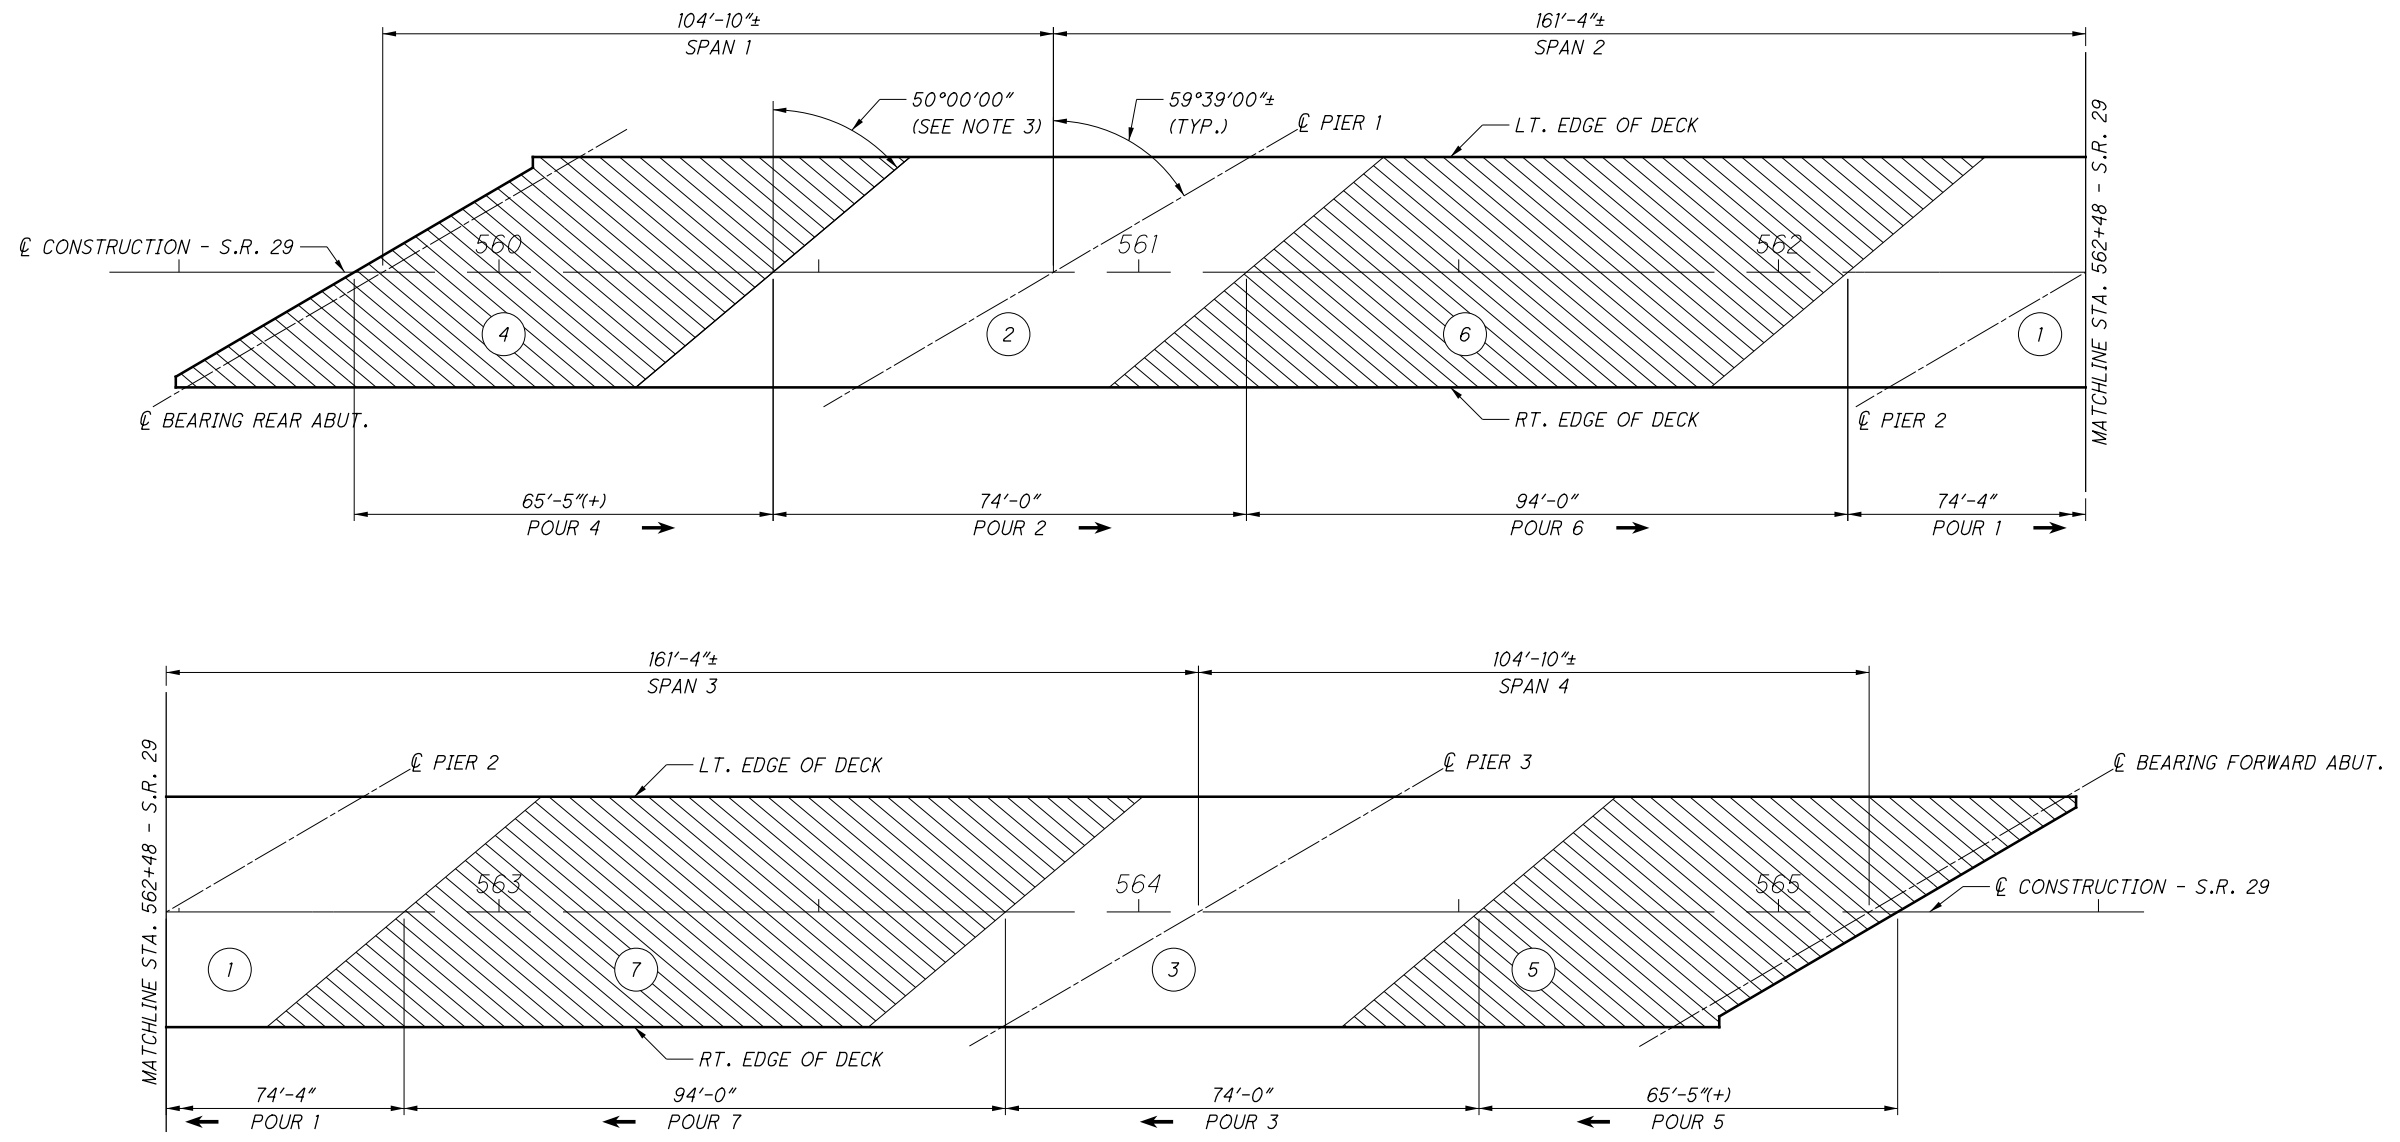 104'-10"±
SPAN 1
161'-4"±
SPAN 2
50°00'00"
(SEE NOTE 3)
59°39'00"±
(TYP.)
℄ PIER 1
LT. EDGE OF DECK
MATCHLINE STA. 562+48 - S.R. 29
℄ CONSTRUCTION - S.R. 29
560
561
562
4
2
6
1
℄ BEARING REAR ABUT.
RT. EDGE OF DECK
℄ PIER 2
65'-5"(+)
POUR 4
74'-0"
POUR 2
94'-0"
POUR 6
74'-4"
POUR 1
161'-4"±
SPAN 3
104'-10"±
SPAN 4
MATCHLINE STA. 562+48 - S.R. 29
℄ PIER 2
LT. EDGE OF DECK
℄ PIER 3
℄ BEARING FORWARD ABUT.
563
564
565
℄ CONSTRUCTION - S.R. 29
1
7
3
5
RT. EDGE OF DECK
74'-4"
POUR 1
94'-0"
POUR 7
74'-0"
POUR 3
65'-5"(+)
POUR 5